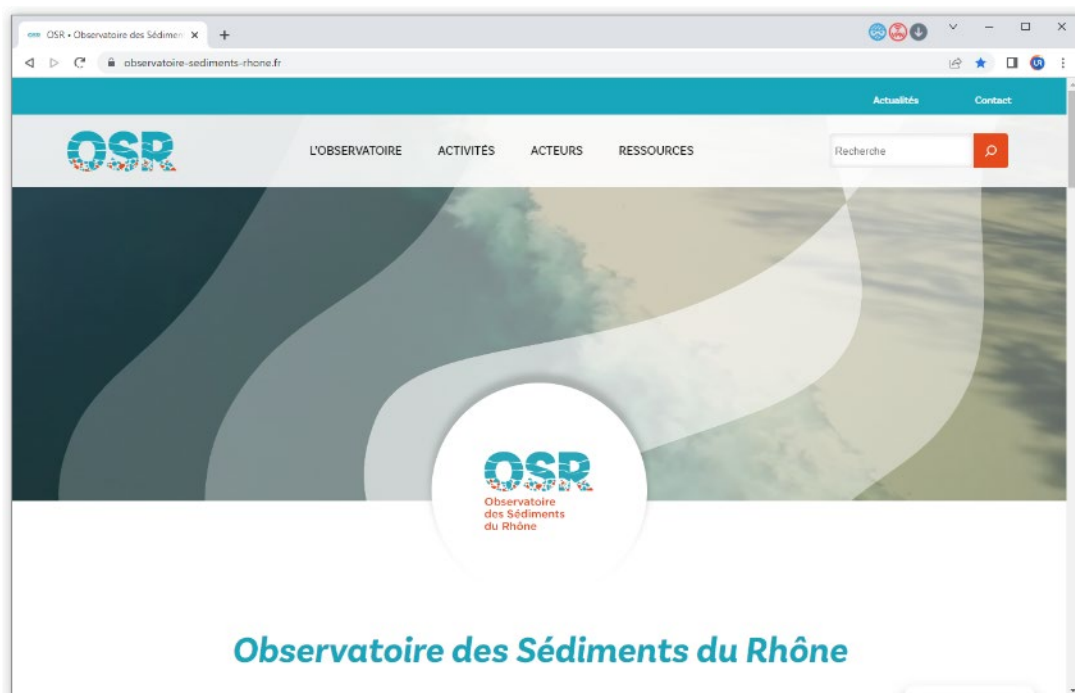 OSR • Observatoire des Sédimen
observatoire-sediments-rhone.fr
Actualités Contact
OSR L'OBSERVATOIRE ACTIVITÉS ACTEURS RESSOURCES Recherche
OSR
Observatoire
des Sédiments
du Rhône
Observatoire des Sédiments du Rhône